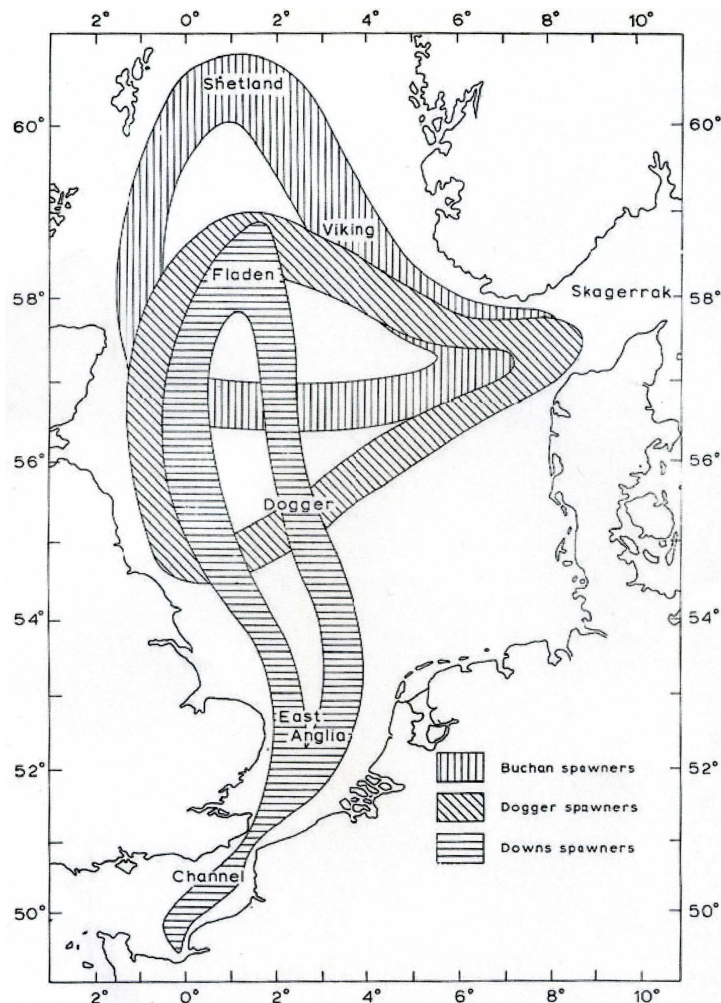 2° 0° 2° 4° 6° 8° 10°
60° 60°
58° 58°
56° 56°
54° 54°
52° 52°
50° 50°
Shetland
Viking
Fladen
Skagerrak
Dogger
East
Anglia
Channel
Buchan spawners
Dogger spawners
Downs spawners
2° 0° 2° 4° 6° 8° 10°